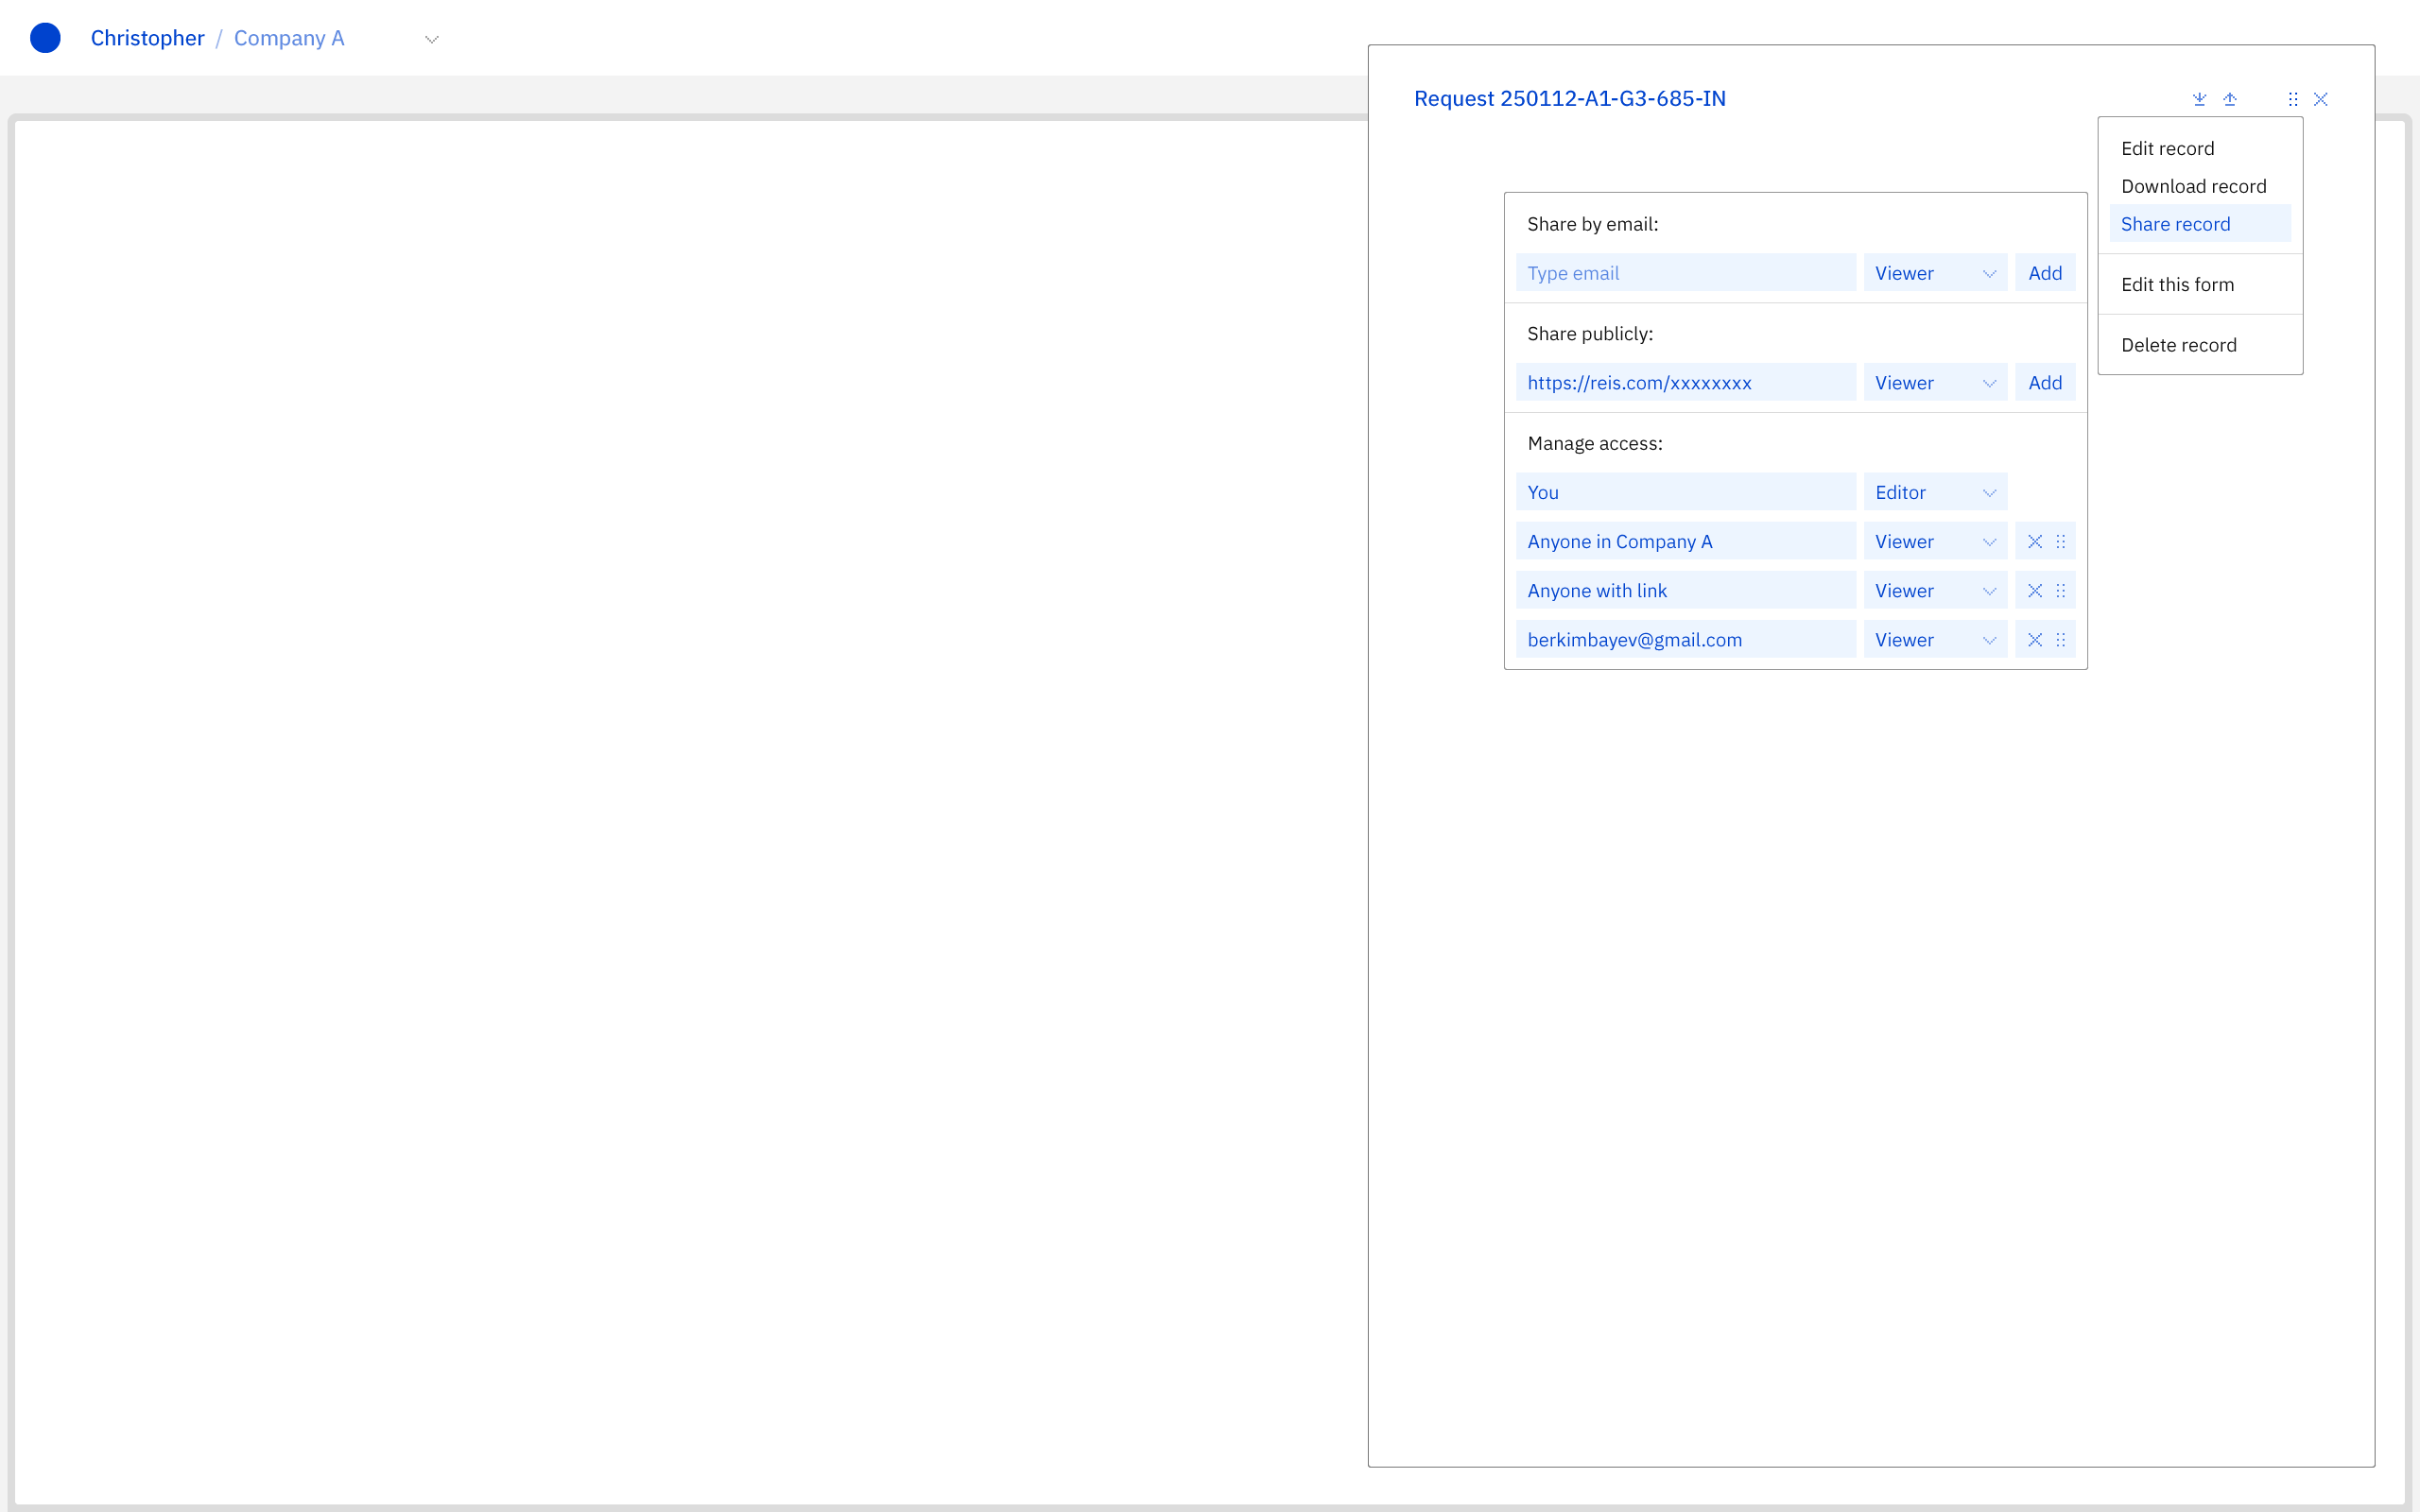 Christopher / Company A
Request 250112-A1-G3-685-IN
Edit record
Download record
Share record
Edit this form
Delete record
Share by email:
Type email Viewer Add
Share publicly:
https://reis.com/xxxxxxxx Viewer Add
Manage access:
You Editor
Anyone in Company A Viewer
Anyone with link Viewer
berkimbayev@gmail.com Viewer